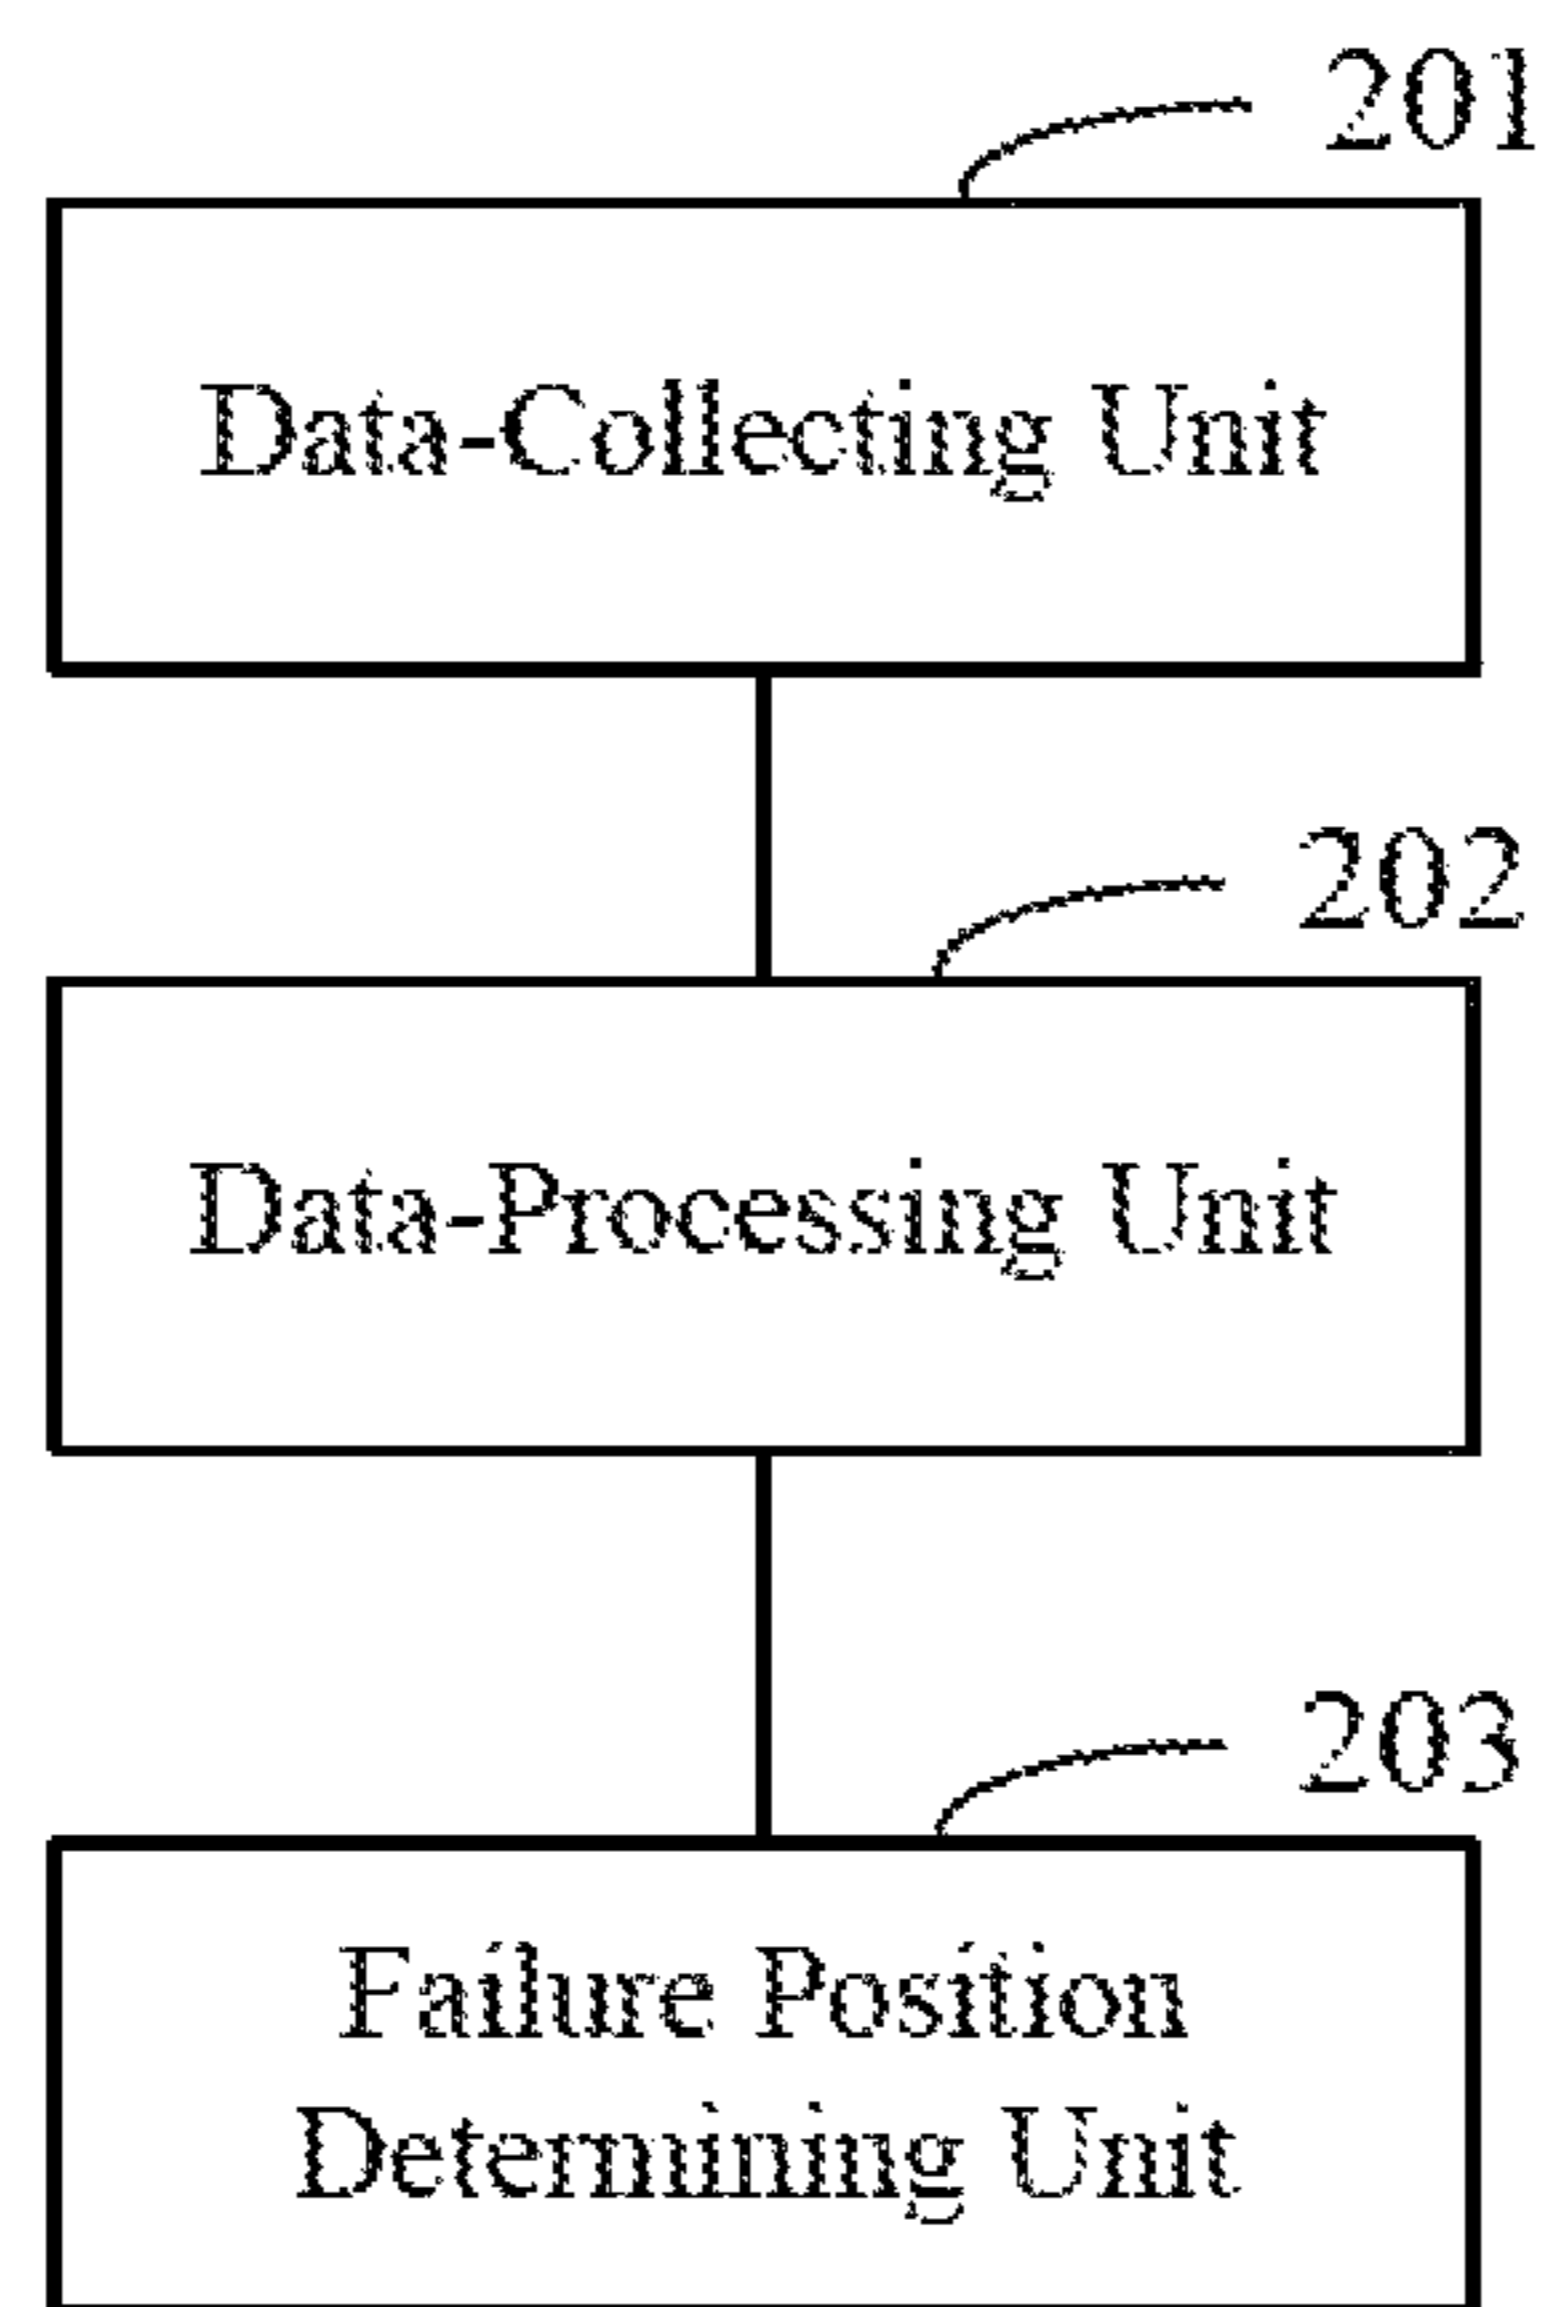 201
Data-Collecting Unit
202
Data-Processing Unit
203
Failure Position
Determining Unit